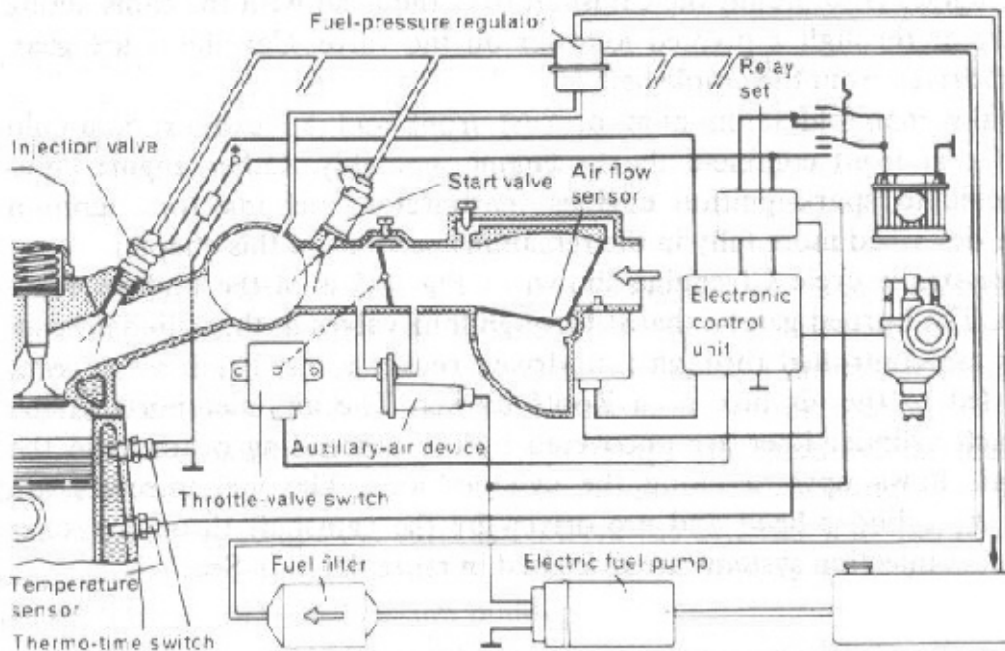 Fuel-pressure regulator
Relay
set
Injection valve
Start valve
Air-flow
sensor
Electronic
control
unit
Auxiliary-air device
Throttle-valve switch
Fuel filter
Electric fuel pump
Temperature
sensor
Thermo-time switch